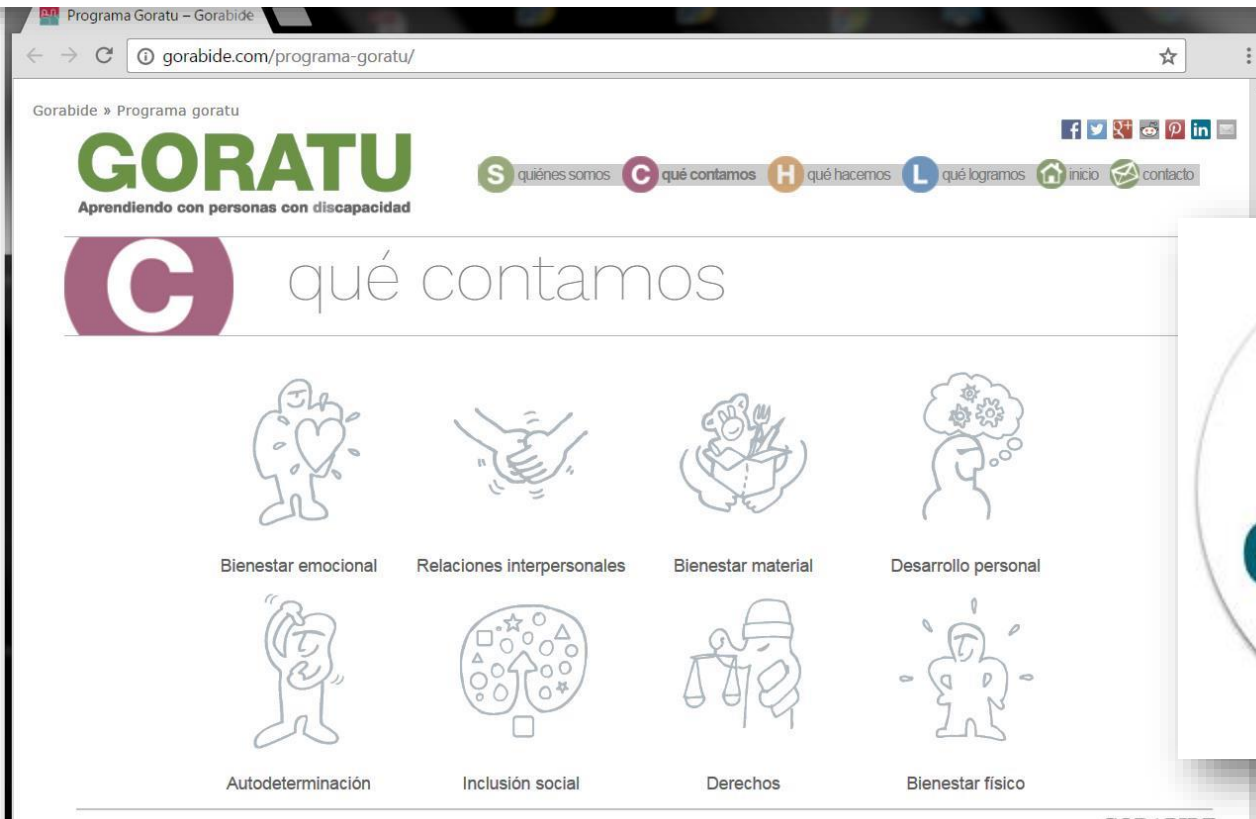 Programa Goratu – Gorabide
gorabide.com/programa-goratu/
Gorabide » Programa goratu
GORATU
Aprendiendo con personas con discapacidad
S quiénes somos C qué contamos H qué hacemos L qué logramos inicio contacto
C qué contamos
Bienestar emocional Relaciones interpersonales Bienestar material Desarrollo personal
Autodeterminación Inclusión social Derechos Bienestar físico